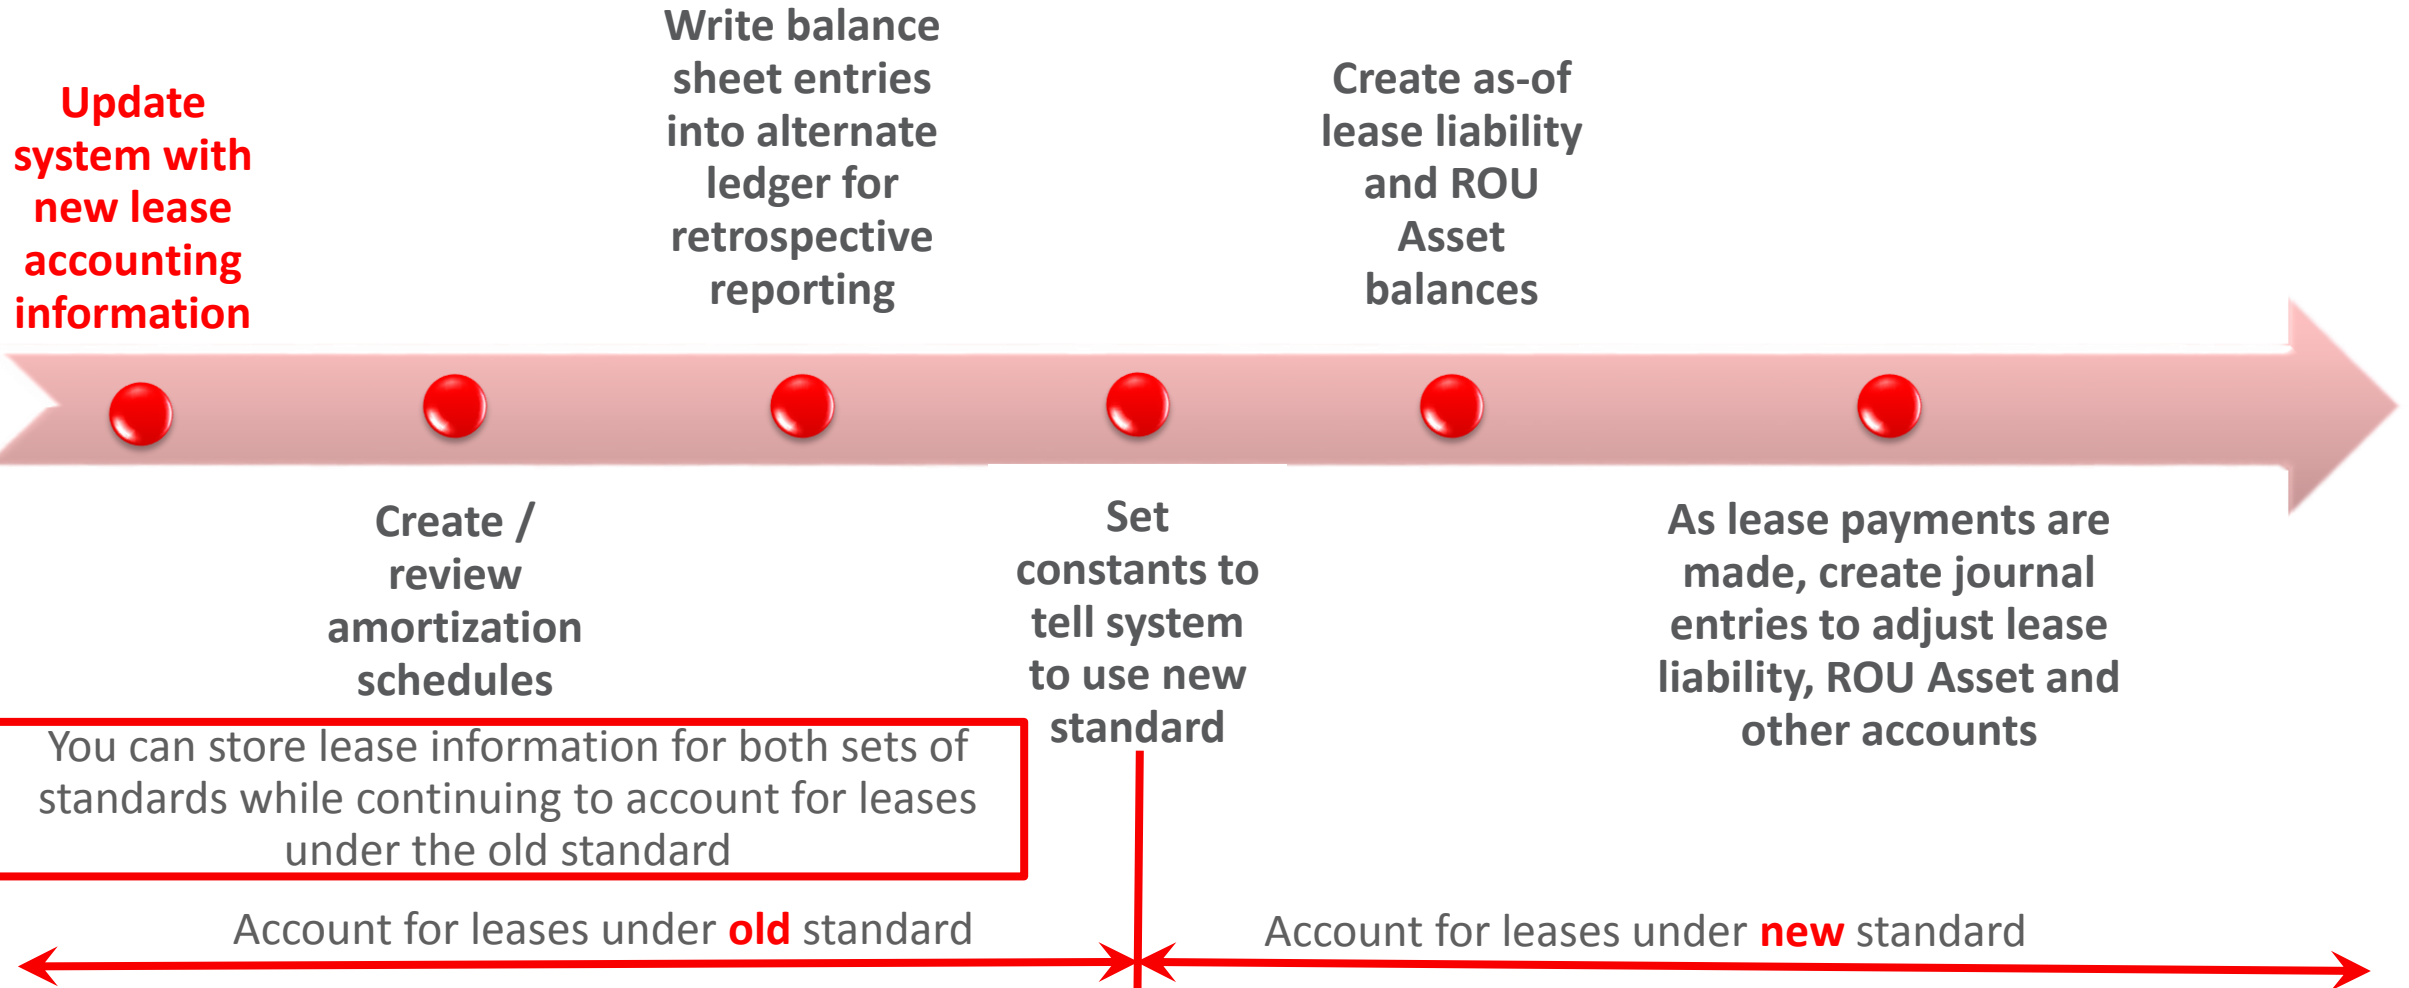 Update
system with
new lease
accounting
information
Create /
review
amortization
schedules
Write balance
sheet entries
into alternate
ledger for
retrospective
reporting
Set
constants to
tell system
to use new
standard
Create as-of
lease liability
and ROU
Asset
balances
As lease payments are
made, create journal
entries to adjust lease
liability, ROU Asset and
other accounts
You can store lease information for both sets of
standards while continuing to account for leases
under the old standard
Account for leases under old standard
Account for leases under new standard